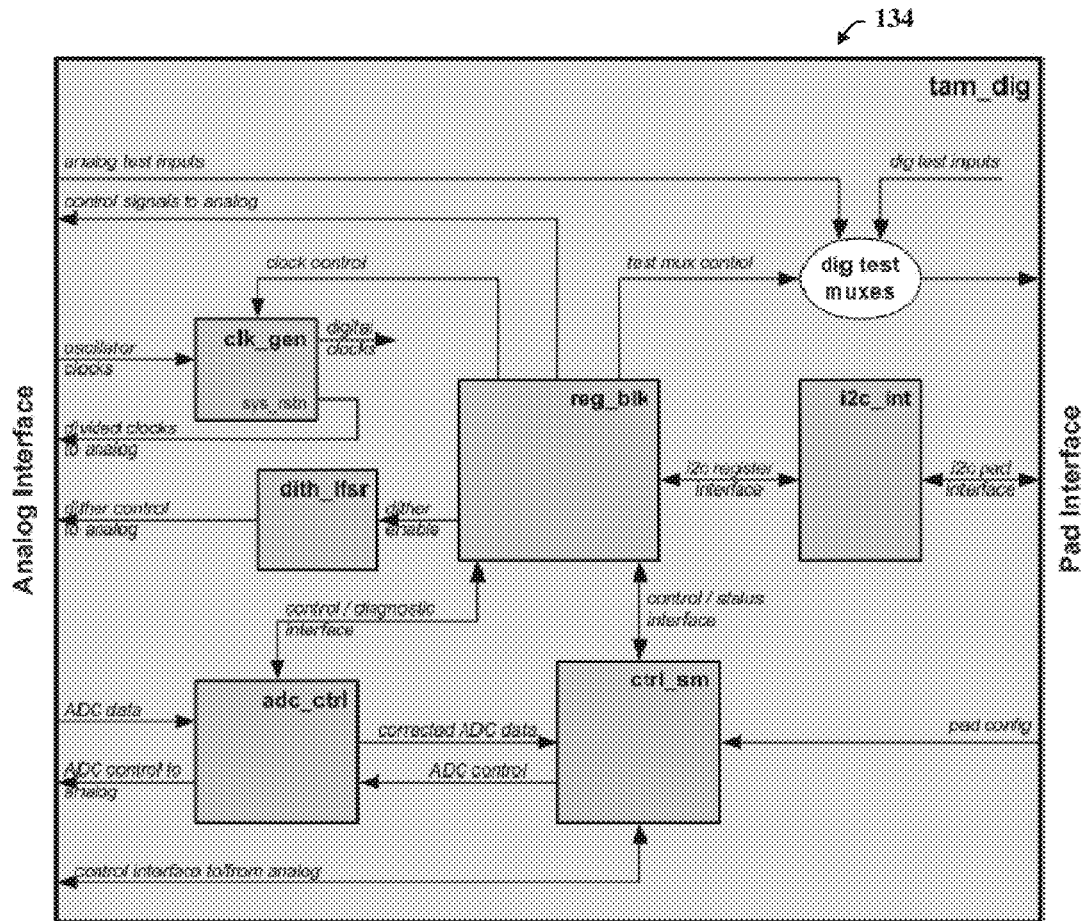 134
tam_dig
analog test inputs
dig test inputs
control signals to analog
clock control
test mux control
dig test
muxes
clk_gen
digital
clocks
oscillator
clocks
sys_rstn
reg_blk
i2c_int
divided clocks
to analog
i2c register
interface
i2c pad
interface
dith_lfsr
dither control
to analog
dither
enable
Analog Interface
Pad Interface
control / diagnostic
interface
control / status
interface
adc_ctrl
ctrl_sm
ADC data
corrected ADC data
pad config
ADC control to
analog
ADC control
control interface to/from analog